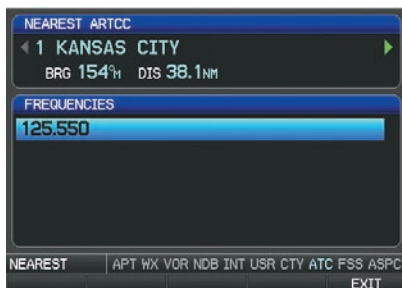 NEAREST ARTCC
1 KANSAS CITY
BRG 154°M DIS 38.1NM
FREQUENCIES
125.550
NEAREST APT WX VOR NDB INT USR CTY ATC FSS ASPC
EXIT